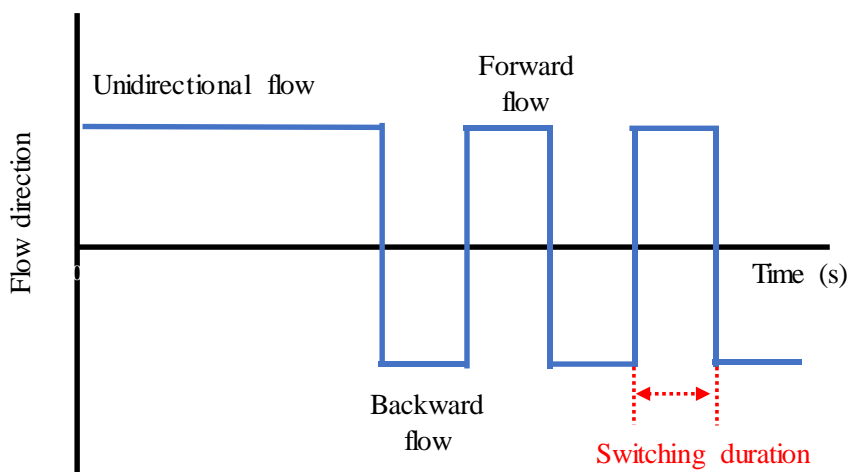 Unidirectional flow
Forward
flow
Flow direction
0
Time (s)
Backward
flow
Switching duration